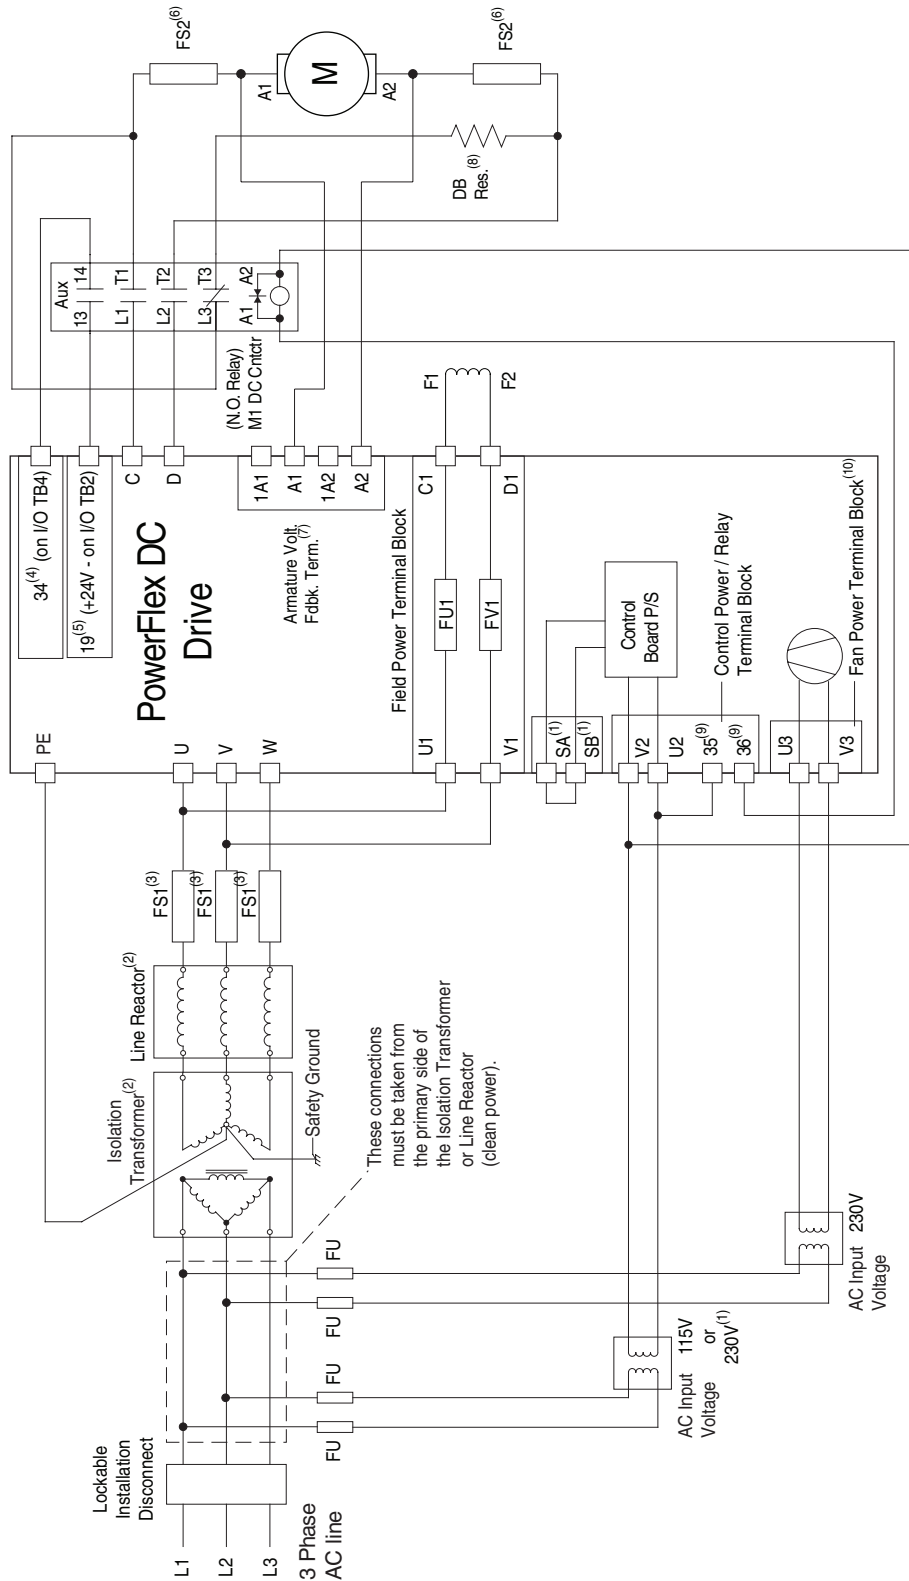 L1
L2
L3
3 Phase
AC line
Lockable
Installation
Disconnect
FU
FU
FU
FU
AC Input
Voltage
115V
or
230V(1)
AC Input
Voltage
230V
These connections
must be taken from
the primary side of
the Isolation Transformer
or Line Reactor
(clean power).
Isolation
Transformer(2)
Safety Ground
Line Reactor(2)
FS1(3)
FS1(3)
FS1(3)
PE
U
V
W
U1
V1
SA(1)
SB(1)
V2
U2
35(9)
36(9)
U3
V3
PowerFlex DC
Drive
Control
Board P/S
Control Power / Relay
Terminal Block
Fan Power Terminal Block(10)
FU1
FV1
Field Power Terminal Block
Armature Volt.
Fdbk. Term.(7)
34(4) (on I/O TB4)
19(5) (+24V - on I/O TB2)
C
D
1A1
A1
1A2
A2
C1
D1
F1
F2
(N.O. Relay)
M1 DC Cntctr
Aux
13
14
L1
T1
L2
T2
L3
T3
A1
A2
DB
Res.(8)
FS2(6)
A1
M
A2
FS2(6)